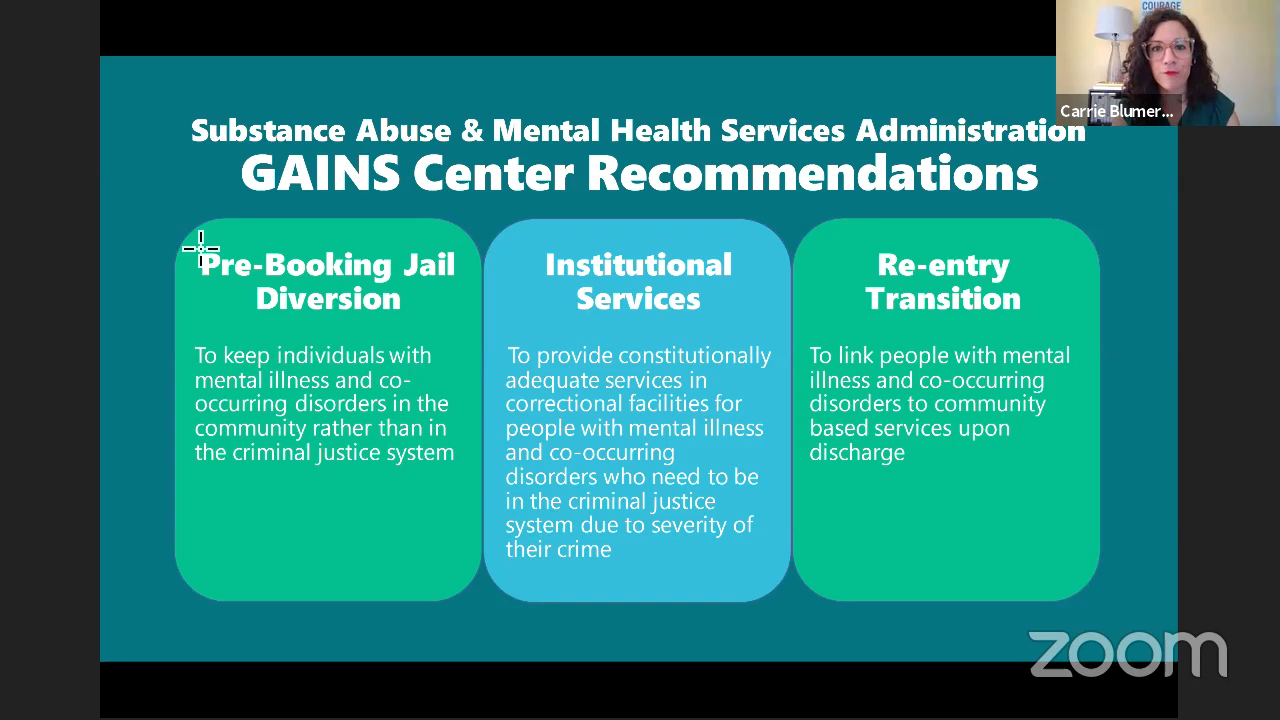 COURAGE
Carrie Blumer...
Substance Abuse & Mental Health Services Administration
GAINS Center Recommendations
Pre-Booking Jail
Diversion
To keep individuals with
mental illness and co-
occurring disorders in the
community rather than in
the criminal justice system
Institutional
Services
To provide constitutionally
adequate services in
correctional facilities for
people with mental illness
and co-occurring
disorders who need to be
in the criminal justice
system due to severity of
their crime
Re-entry
Transition
To link people with mental
illness and co-occurring
disorders to community
based services upon
discharge
zoom